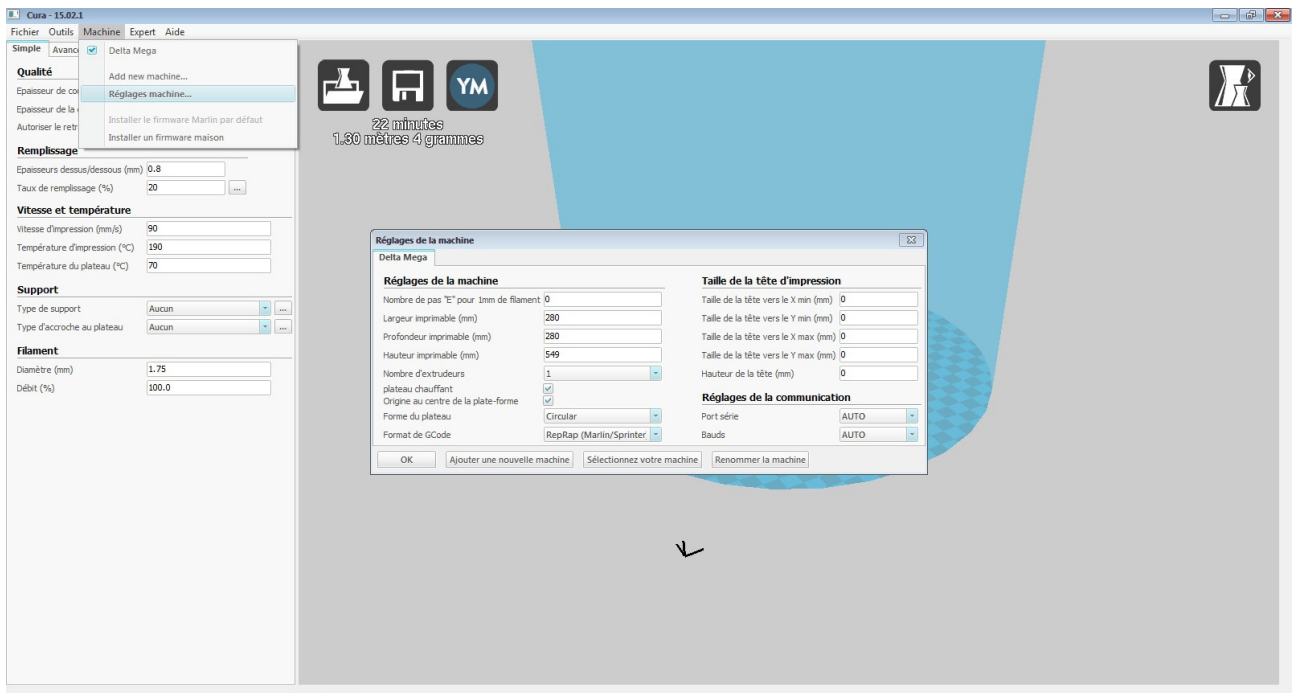 Cura - 15.02.1
Fichier Outils Machine Expert Aide
Simple Avanc
Delta Mega
Add new machine...
Réglages machine...
Installer le firmware Marlin par défaut
Installer un firmware maison
Qualité
Epaisseur de co
Epaisseur de la
Autoriser le retr
Remplissage
Epaisseurs dessus/dessous (mm) 0.8
Taux de remplissage (%) 20 ...
Vitesse et température
Vitesse d'impression (mm/s) 90
Température d'impression (°C) 190
Température du plateau (°C) 70
Support
Type de support Aucun ...
Type d'accroche au plateau Aucun ...
Filament
Diamètre (mm) 1.75
Débit (%) 100.0
YM
22 minutes
1.30 mètres 4 grammes
Réglages de la machine
Delta Mega
Réglages de la machine
Nombre de pas "E" pour 1mm de filament 0
Largeur imprimable (mm) 280
Profondeur imprimable (mm) 280
Hauteur imprimable (mm) 549
Nombre d'extrudeurs 1
plateau chauffant
Origine au centre de la plate-forme
Forme du plateau Circular
Format de GCode RepRap (Marlin/Sprinter
Taille de la tête d'impression
Taille de la tête vers le X min (mm) 0
Taille de la tête vers le Y min (mm) 0
Taille de la tête vers le X max (mm) 0
Taille de la tête vers le Y max (mm) 0
Hauteur de la tête (mm) 0
Réglages de la communication
Port série AUTO
Bauds AUTO
OK Ajouter une nouvelle machine Sélectionnez votre machine Renommer la machine